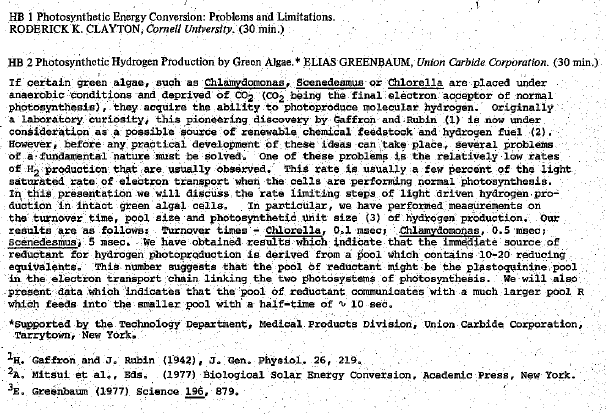 HB 1 Photosynthetic Energy Conversion: Problems and Limitations.
RODERICK K. CLAYTON, Cornell University. (30 min.)
HB 2 Photosynthetic Hydrogen Production by Green Algae.* ELIAS GREENBAUM, Union Carbide Corporation. (30 min.)
If certain green algae, such as Chlamydomonas, Scenedesmus or Chlorella are placed under
anaerobic conditions and deprived of CO2 (CO2 being the final electron acceptor of normal
photosynthesis), they acquire the ability to photoproduce molecular hydrogen. Originally
a laboratory curiosity, this pioneering discovery by Gaffron and Rubin (1) is now under
consideration as a possible source of renewable chemical feedstock and hydrogen fuel (2).
However, before any practical development of these ideas can take place, several problems
of a fundamental nature must be solved. One of these problems is the relatively low rates
of H2 production that are usually observed. This rate is usually a few percent of the light
saturated rate of electron transport when the cells are performing normal photosynthesis.
In this presentation we will discuss the rate limiting steps of light driven hydrogen pro-
duction in intact green algal cells. In particular, we have performed measurements on
the turnover time, pool size and photosynthetic unit size (3) of hydrogen production. Our
results are as follows: Turnover times - Chlorella, 0.1 msec; Chlamydomonas, 0.5 msec;
Scenedesmus, 5 msec. We have obtained results which indicate that the immediate source of
reductant for hydrogen photoproduction is derived from a pool which contains 10-20 reducing
equivalents. This number suggests that the pool of reductant might be the plastoquinone pool
in the electron transport chain linking the two photosystems of photosynthesis. We will also
present data which indicates that the pool of reductant communicates with a much larger pool R
which feeds into the smaller pool with a half-time of ∿ 10 sec.
*Supported by the Technology Department, Medical Products Division, Union Carbide Corporation,
Tarrytown, New York.
1H. Gaffron and J. Rubin (1942), J. Gen. Physiol. 26, 219.
2A. Mitsui et al., Eds. (1977) Biological Solar Energy Conversion, Academic Press, New York.
3E. Greenbaum (1977) Science 196, 879.